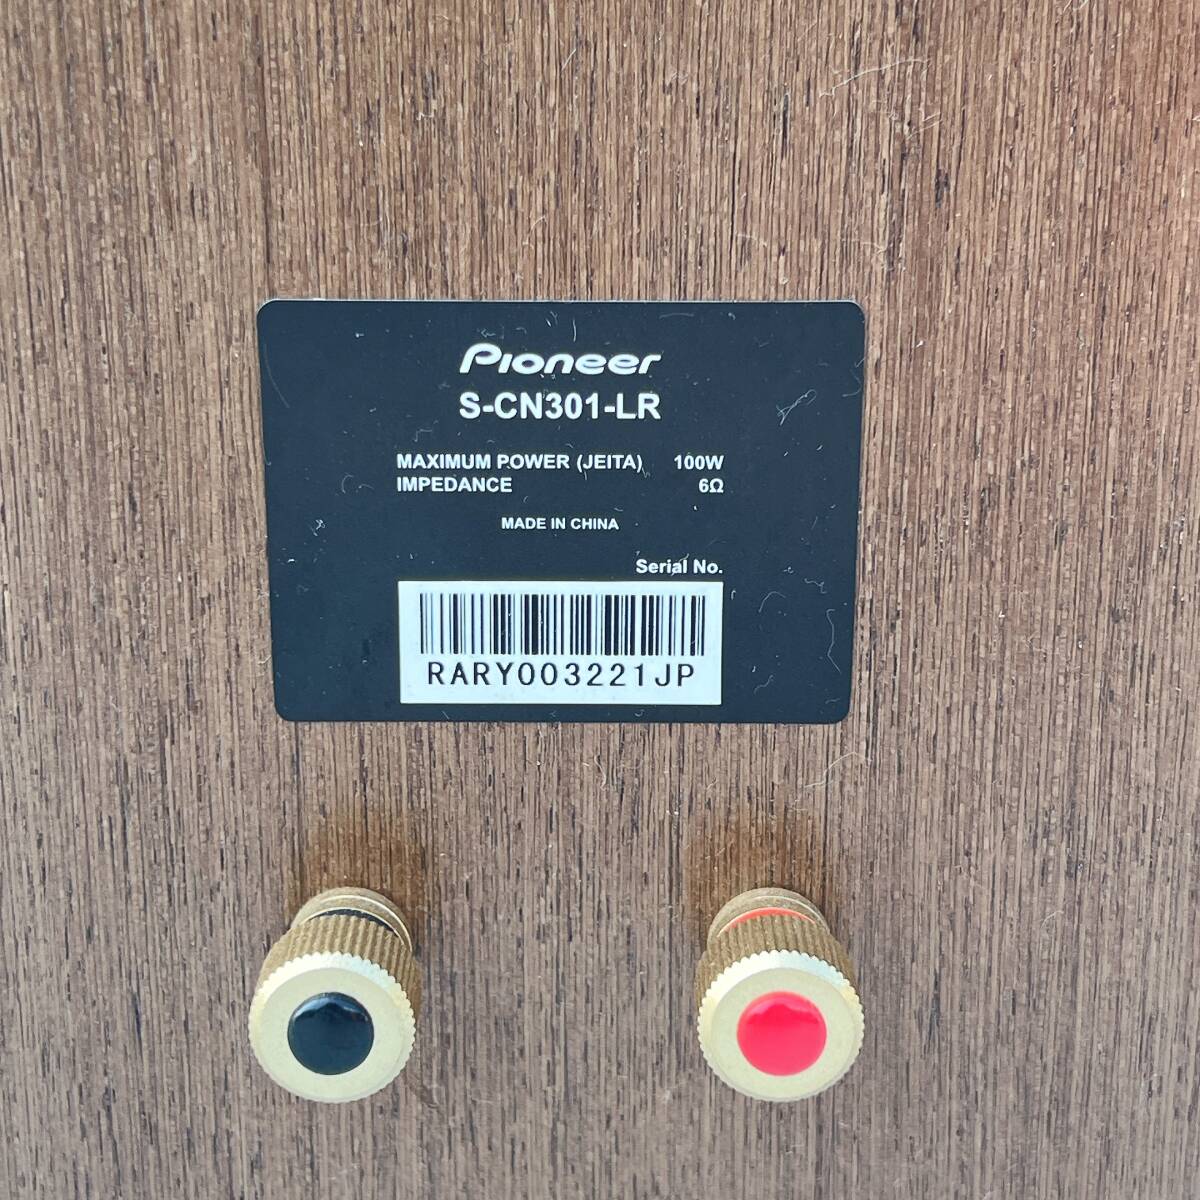 Pioneer
S-CN301-LR
MAXIMUM POWER (JEITA) 100W
IMPEDANCE 6Ω
MADE IN CHINA
Serial No.
RARY003221JP